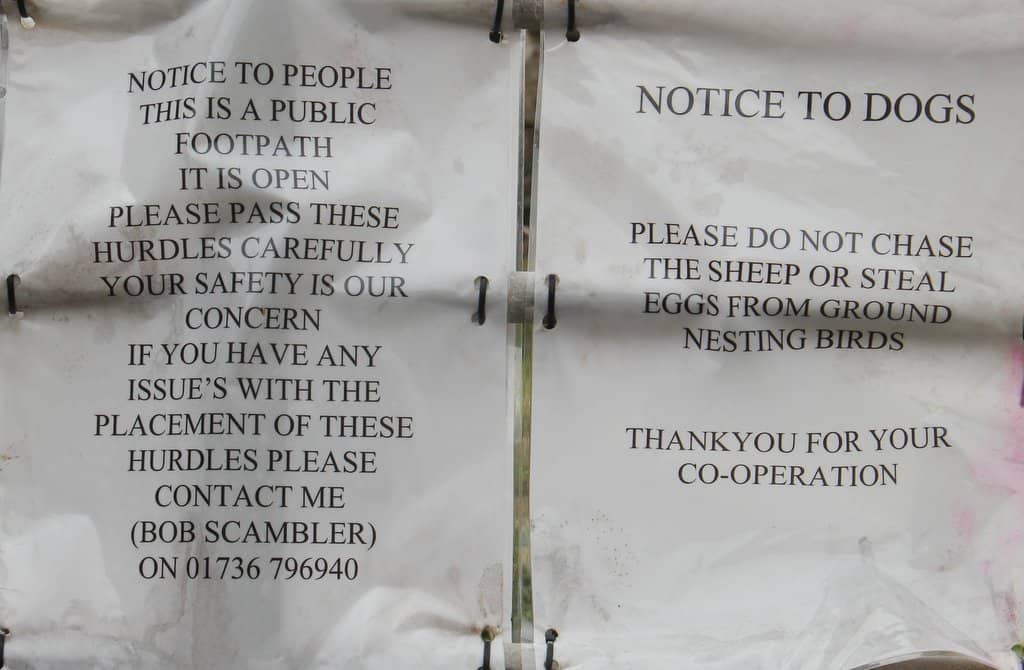 NOTICE TO PEOPLE
THIS IS A PUBLIC
FOOTPATH
IT IS OPEN
PLEASE PASS THESE
HURDLES CAREFULLY
YOUR SAFETY IS OUR
CONCERN
IF YOU HAVE ANY
ISSUE'S WITH THE
PLACEMENT OF THESE
HURDLES PLEASE
CONTACT ME
(BOB SCAMBLER)
ON 01736 796940
NOTICE TO DOGS
PLEASE DO NOT CHASE
THE SHEEP OR STEAL
EGGS FROM GROUND
NESTING BIRDS
THANKYOU FOR YOUR
CO-OPERATION